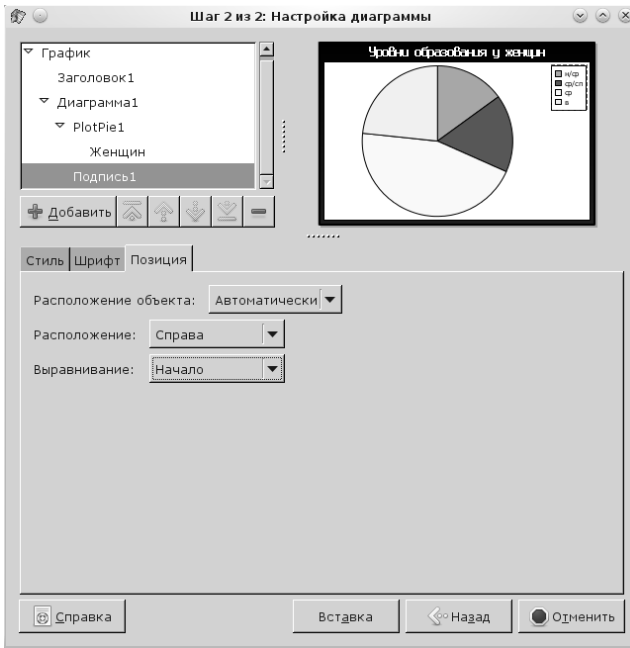 Шаг 2 из 2: Настройка диаграммы
График
Заголовок1
Диаграмма1
PlotPie1
Женщин
Подпись1
Уровни образования у женщин
н/ср
ср/сп
ср
в
Добавить
Стиль Шрифт Позиция
Расположение объекта: Автоматически
Расположение: Справа
Выравнивание: Начало
Справка Вставка Назад Отменить